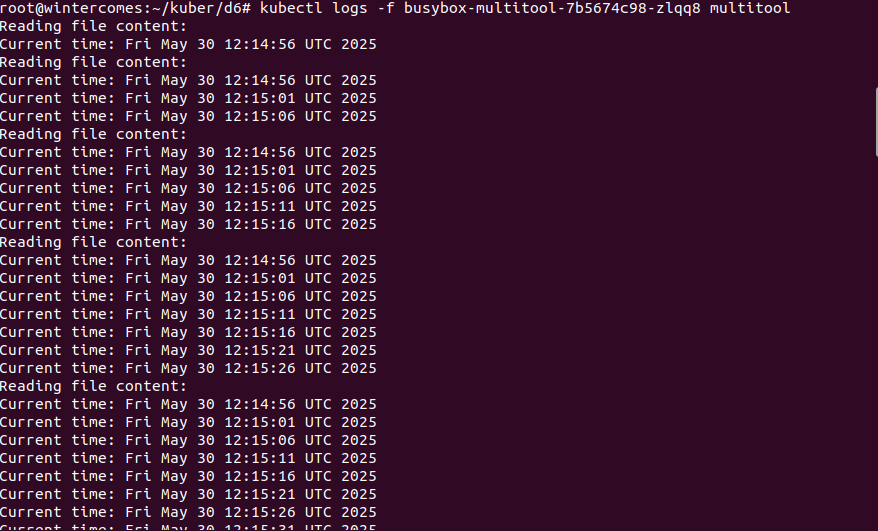 root@wintercomes:~/kuber/d6# kubectl logs -f busybox-multitool-7b5674c98-zlqq8 multitool
Reading file content:
Current time: Fri May 30 12:14:56 UTC 2025
Reading file content:
Current time: Fri May 30 12:14:56 UTC 2025
Current time: Fri May 30 12:15:01 UTC 2025
Current time: Fri May 30 12:15:06 UTC 2025
Reading file content:
Current time: Fri May 30 12:14:56 UTC 2025
Current time: Fri May 30 12:15:01 UTC 2025
Current time: Fri May 30 12:15:06 UTC 2025
Current time: Fri May 30 12:15:11 UTC 2025
Current time: Fri May 30 12:15:16 UTC 2025
Reading file content:
Current time: Fri May 30 12:14:56 UTC 2025
Current time: Fri May 30 12:15:01 UTC 2025
Current time: Fri May 30 12:15:06 UTC 2025
Current time: Fri May 30 12:15:11 UTC 2025
Current time: Fri May 30 12:15:16 UTC 2025
Current time: Fri May 30 12:15:21 UTC 2025
Current time: Fri May 30 12:15:26 UTC 2025
Reading file content:
Current time: Fri May 30 12:14:56 UTC 2025
Current time: Fri May 30 12:15:01 UTC 2025
Current time: Fri May 30 12:15:06 UTC 2025
Current time: Fri May 30 12:15:11 UTC 2025
Current time: Fri May 30 12:15:16 UTC 2025
Current time: Fri May 30 12:15:21 UTC 2025
Current time: Fri May 30 12:15:26 UTC 2025
Current time: Fri May 30 12:15:31 UTC 2025